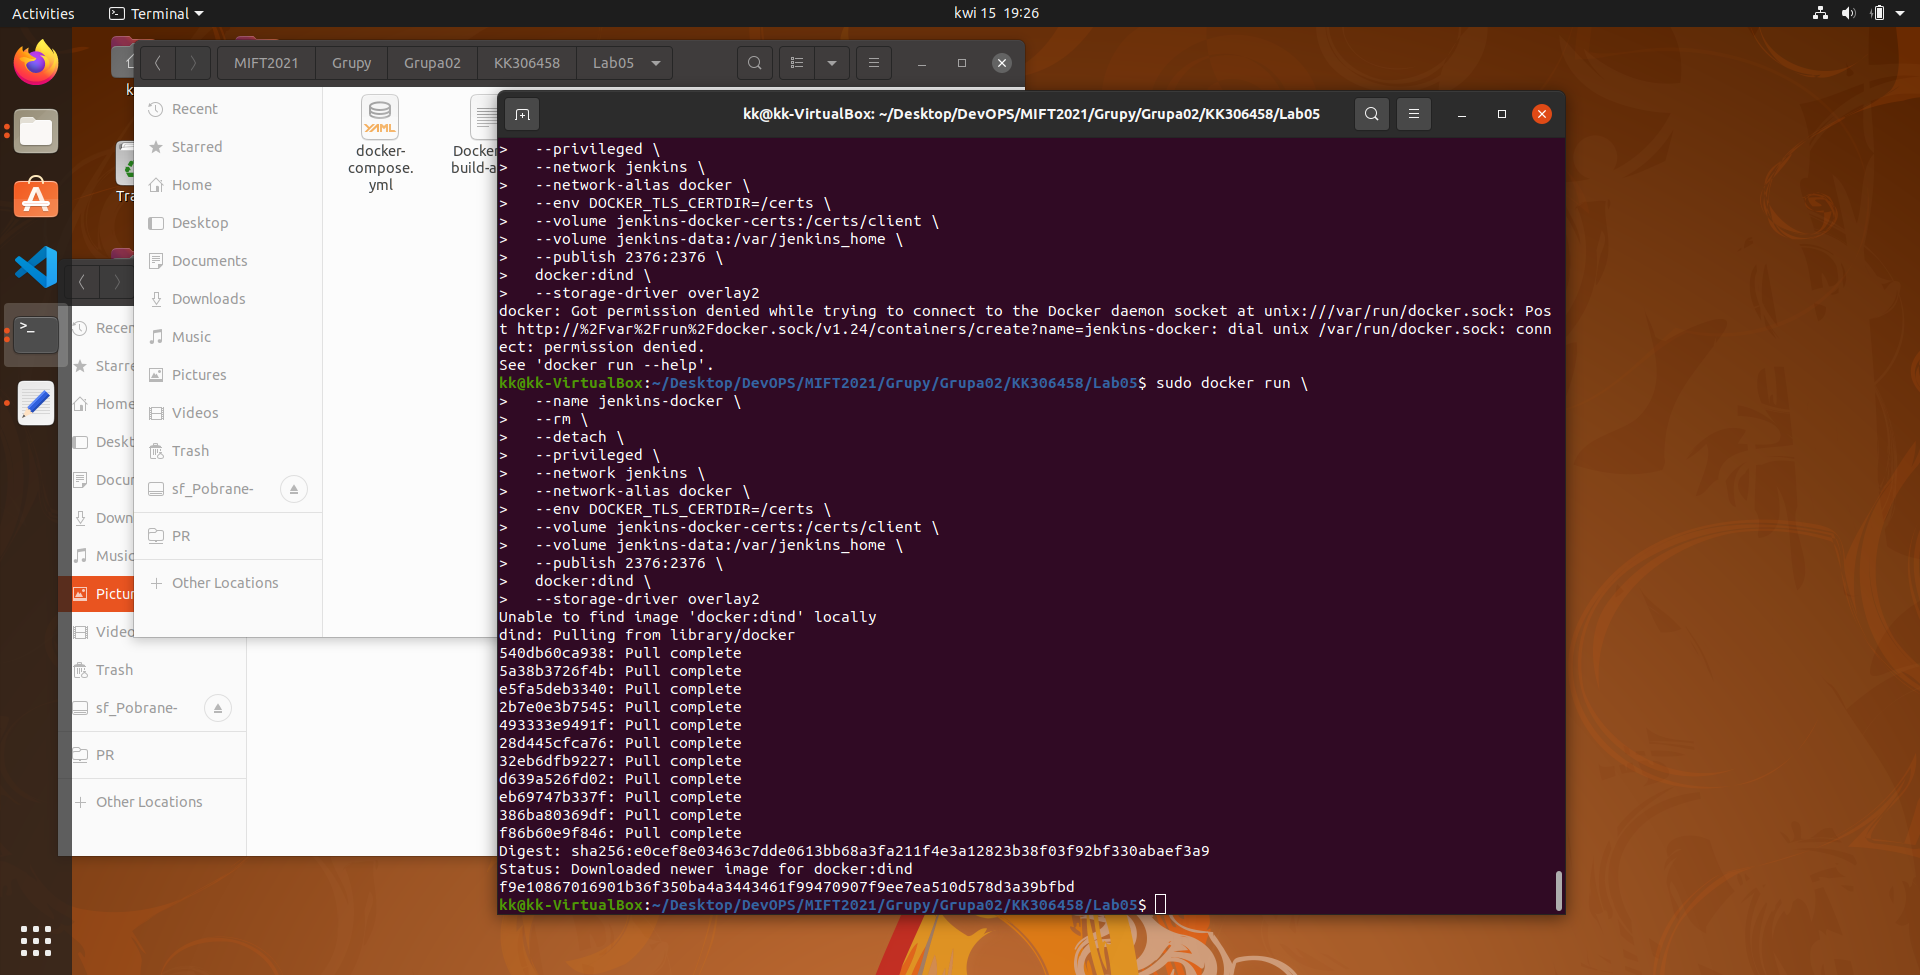 Activities
Terminal
kwi 15 19:26
MIFT2021
Grupy
Grupa02
KK306458
Lab05
Recent
Starred
Home
Desktop
Documents
Downloads
Music
Pictures
Videos
Trash
sf_Pobrane-
PR
+ Other Locations
YAML
docker-
compose.
yml
Docker
build-a
k
Tra
Recen
Starre
Home
Deskt
Docum
Down
Music
Pictur
Video
Trash
sf_Pobrane-
PR
+ Other Locations
kk@kk-VirtualBox: ~/Desktop/DevOPS/MIFT2021/Grupy/Grupa02/KK306458/Lab05
>   --privileged \
>   --network jenkins \
>   --network-alias docker \
>   --env DOCKER_TLS_CERTDIR=/certs \
>   --volume jenkins-docker-certs:/certs/client \
>   --volume jenkins-data:/var/jenkins_home \
>   --publish 2376:2376 \
>   docker:dind \
>   --storage-driver overlay2
docker: Got permission denied while trying to connect to the Docker daemon socket at unix:///var/run/docker.sock: Pos
t http://%2Fvar%2Frun%2Fdocker.sock/v1.24/containers/create?name=jenkins-docker: dial unix /var/run/docker.sock: conn
ect: permission denied.
See 'docker run --help'.
kk@kk-VirtualBox:~/Desktop/DevOPS/MIFT2021/Grupy/Grupa02/KK306458/Lab05$ sudo docker run \
>   --name jenkins-docker \
>   --rm \
>   --detach \
>   --privileged \
>   --network jenkins \
>   --network-alias docker \
>   --env DOCKER_TLS_CERTDIR=/certs \
>   --volume jenkins-docker-certs:/certs/client \
>   --volume jenkins-data:/var/jenkins_home \
>   --publish 2376:2376 \
>   docker:dind \
>   --storage-driver overlay2
Unable to find image 'docker:dind' locally
dind: Pulling from library/docker
540db60ca938: Pull complete
5a38b3726f4b: Pull complete
e5fa5deb3340: Pull complete
2b7e0e3b7545: Pull complete
493333e9491f: Pull complete
28d445cfca76: Pull complete
32eb6dfb9227: Pull complete
d639a526fd02: Pull complete
eb69747b337f: Pull complete
386ba80369df: Pull complete
f86b60e9f846: Pull complete
Digest: sha256:e0cef8e03463c7dde0613bb68a3fa211f4e3a12823b38f03f92bf330abaef3a9
Status: Downloaded newer image for docker:dind
f9e10867016901b36f350ba4a3443461f99470907f9ee7ea510d578d3a39bfbd
kk@kk-VirtualBox:~/Desktop/DevOPS/MIFT2021/Grupy/Grupa02/KK306458/Lab05$